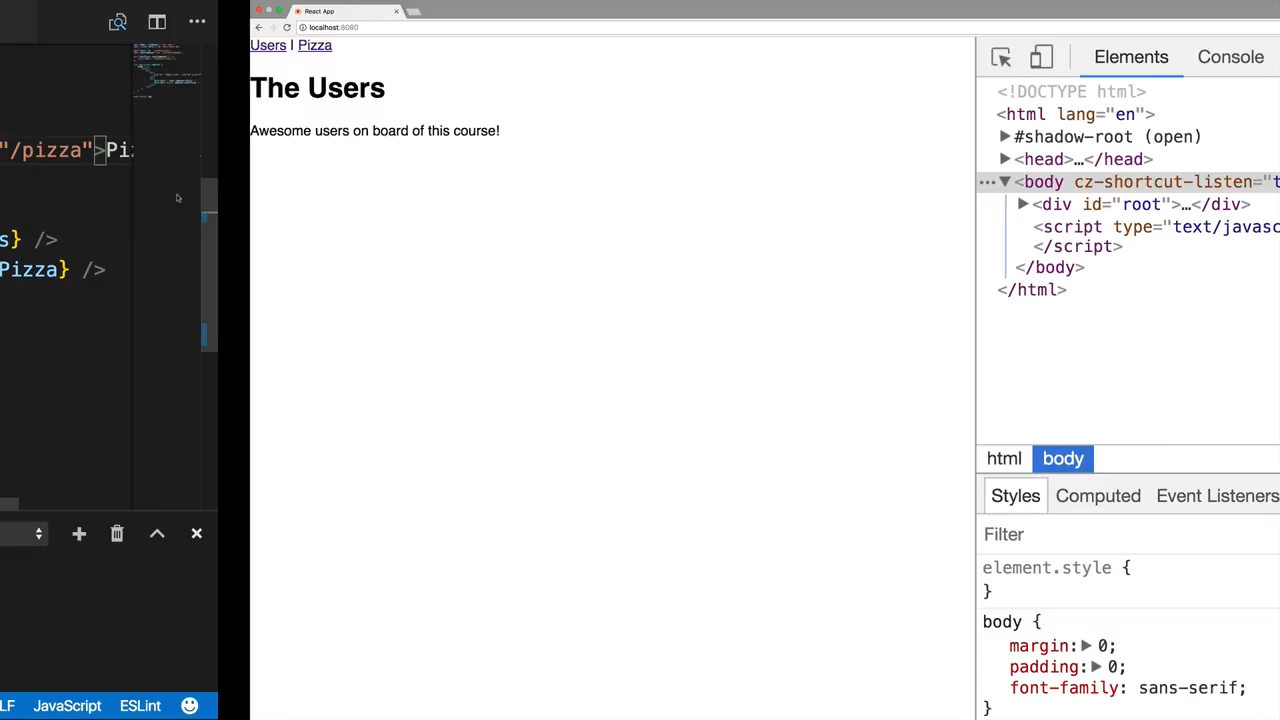 "/pizza">Pi
s} />
Pizza} />
LF JavaScript ESLint
React App
localhost:8080
Users | Pizza
The Users
Awesome users on board of this course!
Elements Console
<!DOCTYPE html>
<html lang="en">
#shadow-root (open)
<head>…</head>
<body cz-shortcut-listen="t
<div id="root">…</div>
<script type="text/javasc
</script>
</body>
</html>
html body
Styles Computed Event Listeners
Filter
element.style {
}
body {
margin: 0;
padding: 0;
font-family: sans-serif;
}